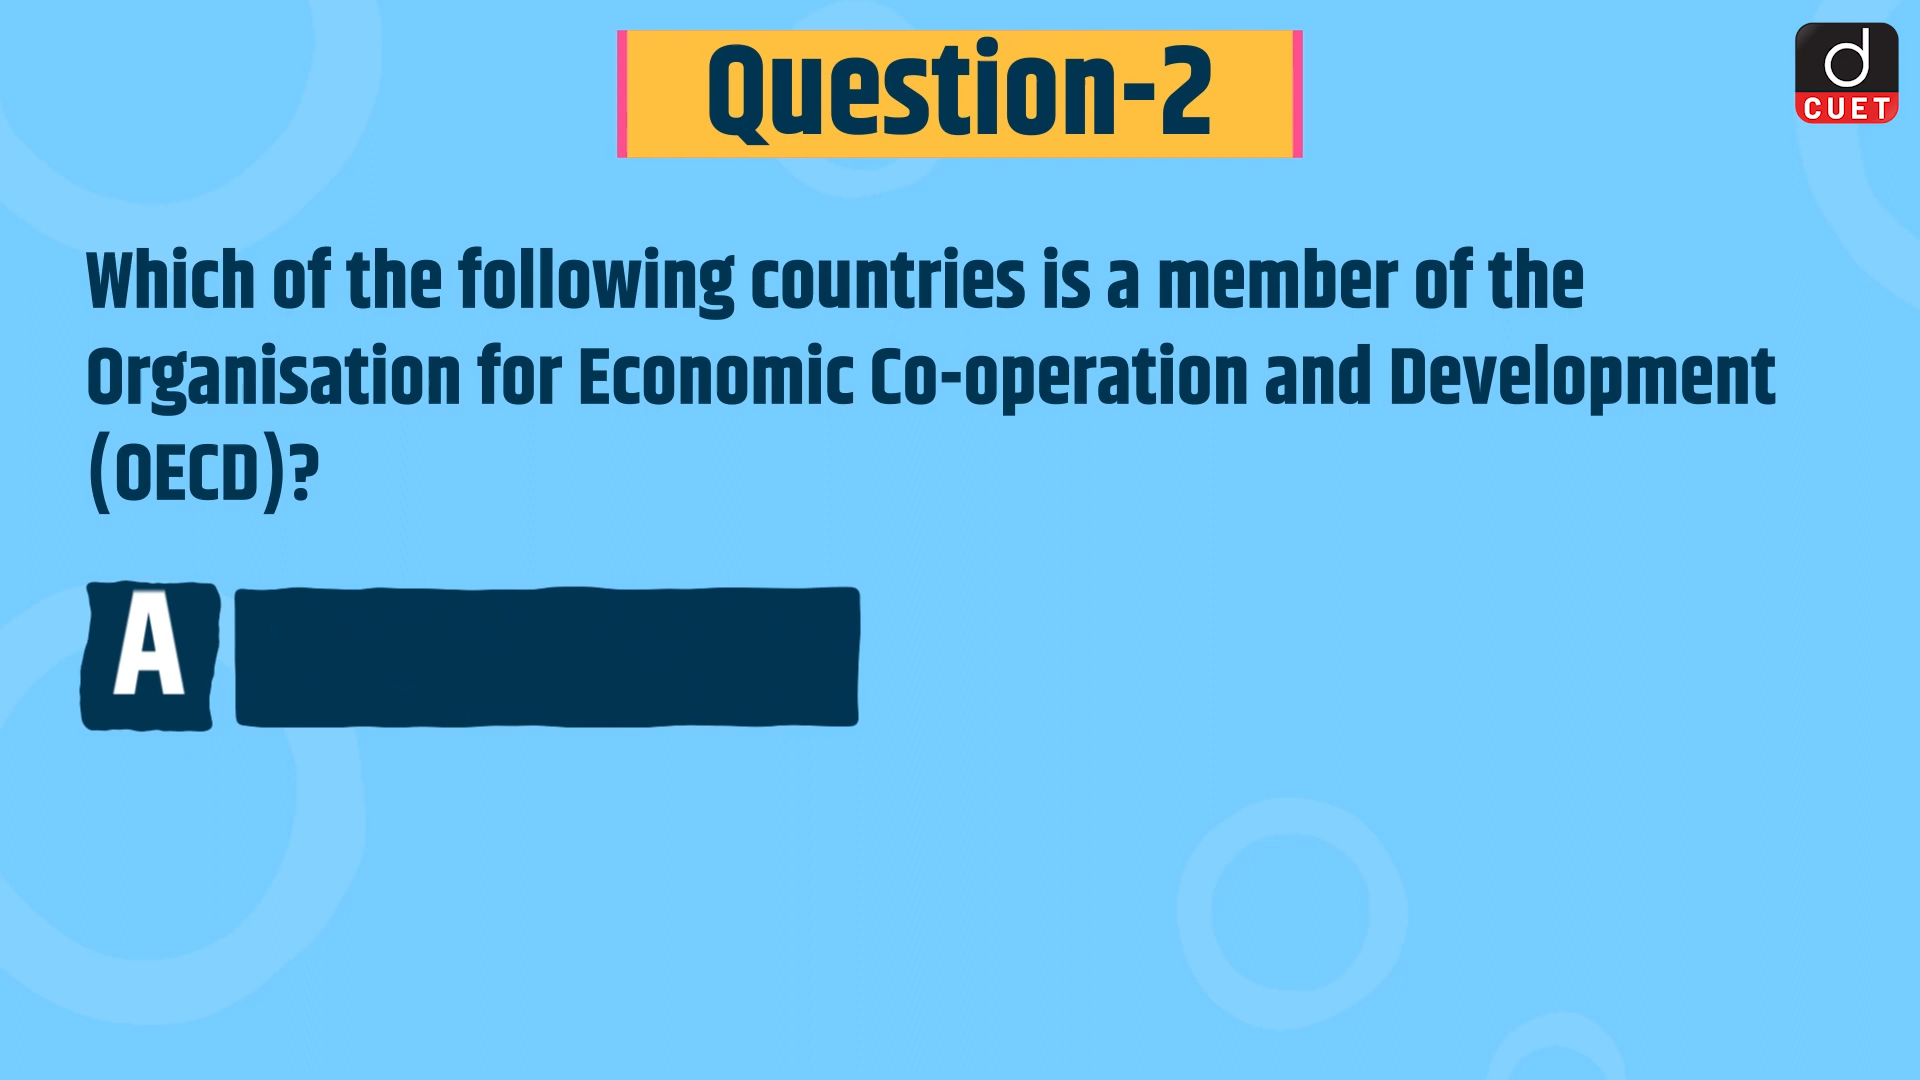 Question-2
d
CUET
Which of the following countries is a member of the
Organisation for Economic Co-operation and Development
(OECD)?
A